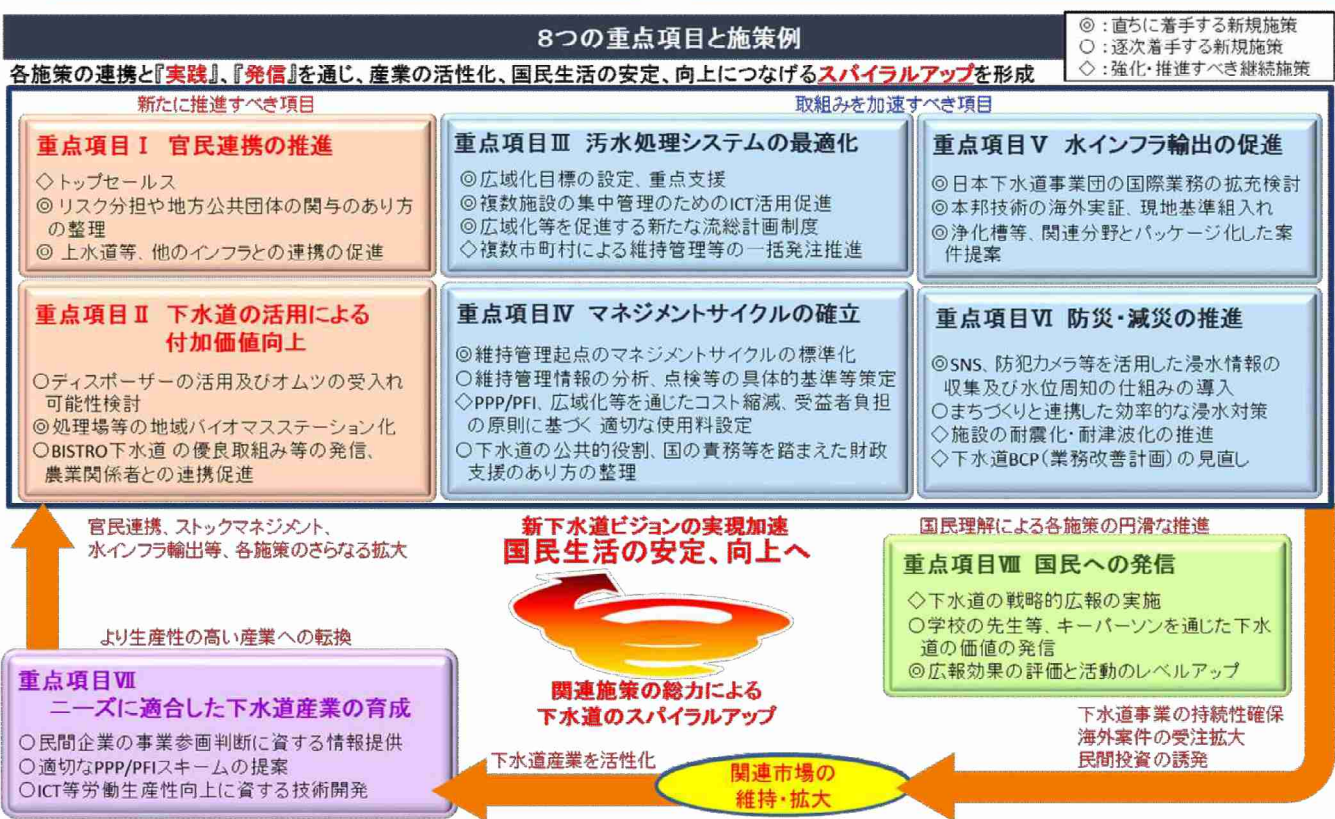 8つの重点項目と施策例
◎:直ちに着手する新規施策
○:逐次着手する新規施策
◇:強化・推進すべき継続施策
各施策の連携と『実践』、『発信』を通じ、産業の活性化、国民生活の安定、向上につなげるスパイラルアップを形成
新たに推進すべき項目
取組みを加速すべき項目
重点項目Ⅰ 官民連携の推進
◇トップセールス
◎リスク分担や地方公共団体の関与のあり方
の整理
◎ 上水道等、他のインフラとの連携の促進
重点項目Ⅲ 汚水処理システムの最適化
◎広域化目標の設定、重点支援
◎複数施設の集中管理のためのICT活用促進
◎広域化等を促進する新たな流総計画制度
◇複数市町村による維持管理等の一括発注推進
重点項目Ⅴ 水インフラ輸出の促進
◎日本下水道事業団の国際業務の拡充検討
◎本邦技術の海外実証、現地基準組入れ
◎浄化槽等、関連分野とパッケージ化した案
件提案
重点項目Ⅱ 下水道の活用による
付加価値向上
○ディスポーザーの活用及びオムツの受入れ
可能性検討
◎処理場等の地域バイオマスステーション化
○BISTRO下水道 の優良取組み等の発信、
農業関係者との連携促進
重点項目Ⅳ マネジメントサイクルの確立
◎維持管理起点のマネジメントサイクルの標準化
○維持管理情報の分析、点検等の具体的基準等策定
◇PPP/PFI、広域化等を通じたコスト縮減、受益者負担
の原則に基づく 適切な使用料設定
○下水道の公共的役割、国の責務等を踏まえた財政
支援のあり方の整理
重点項目Ⅵ 防災・減災の推進
◎SNS、防犯カメラ等を活用した浸水情報の
収集及び水位周知の仕組みの導入
○まちづくりと連携した効率的な浸水対策
◇施設の耐震化・耐津波化の推進
◇下水道BCP(業務改善計画)の見直し
官民連携、ストックマネジメント、
水インフラ輸出等、各施策のさらなる拡大
新下水道ビジョンの実現加速
国民生活の安定、向上へ
国民理解による各施策の円滑な推進
重点項目Ⅷ 国民への発信
◇下水道の戦略的広報の実施
○学校の先生等、キーパーソンを通じた下水
道の価値の発信
◎広報効果の評価と活動のレベルアップ
より生産性の高い産業への転換
重点項目Ⅶ
ニーズに適合した下水道産業の育成
○民間企業の事業参画判断に資する情報提供
○適切なPPP/PFIスキームの提案
○ICT等労働生産性向上に資する技術開発
関連施策の総力による
下水道のスパイラルアップ
下水道事業の持続性確保
海外案件の受注拡大
民間投資の誘発
下水道産業を活性化
関連市場の
維持・拡大